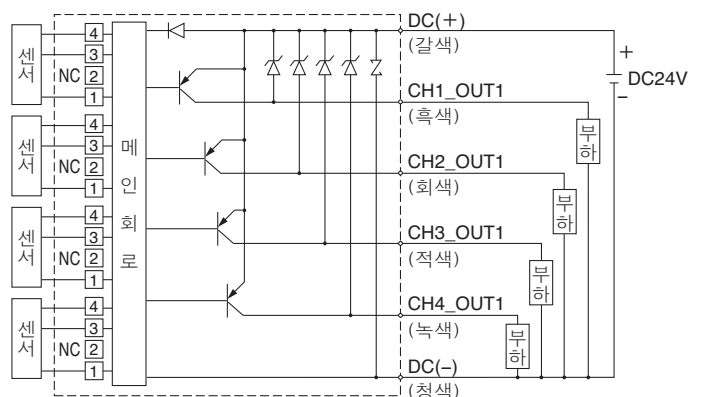 센서
4
3
NC 2
1
센서
4
3
NC 2
1
센서
4
3
NC 2
1
센서
4
3
NC 2
1
메인회로
DC(+)
(갈색)
CH1_OUT1
(흑색)
CH2_OUT1
(회색)
CH3_OUT1
(적색)
CH4_OUT1
(녹색)
DC(−)
(청색)
+
DC24V
−
부하
부하
부하
부하